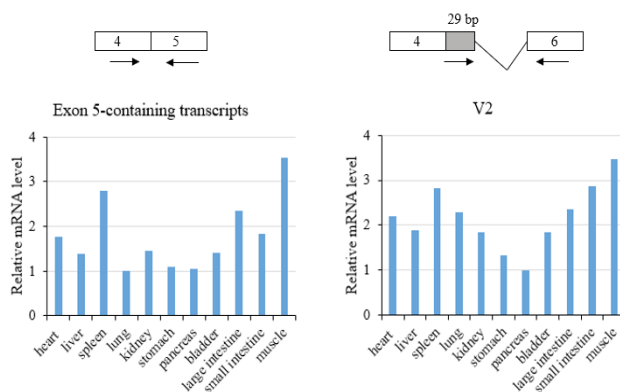 4 5
Exon 5-containing transcripts
Relative mRNA level
4
3
2
1
0
heart
liver
spleen
lung
kidney
stomach
pancreas
bladder
large intestine
small intestine
muscle
29 bp
4 6
V2
Relative mRNA level
4
3
2
1
0
heart
liver
spleen
lung
kidney
stomach
pancreas
bladder
large intestine
small intestine
muscle